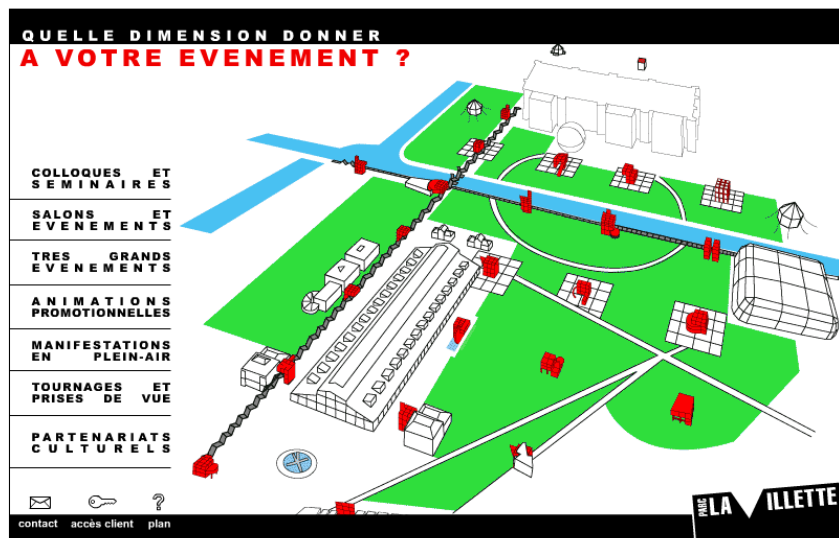 QUELLE DIMENSION DONNER
A VOTRE EVENEMENT ?
COLLOQUES ET
SEMINAIRES
SALONS ET
EVENEMENTS
TRES GRANDS
EVENEMENTS
ANIMATIONS
PROMOTIONNELLES
MANIFESTATIONS
EN PLEIN-AIR
TOURNAGES ET
PRISES DE VUE
PARTENARIATS
CULTURELS
contact accès client plan
PARC LA VILLETTE